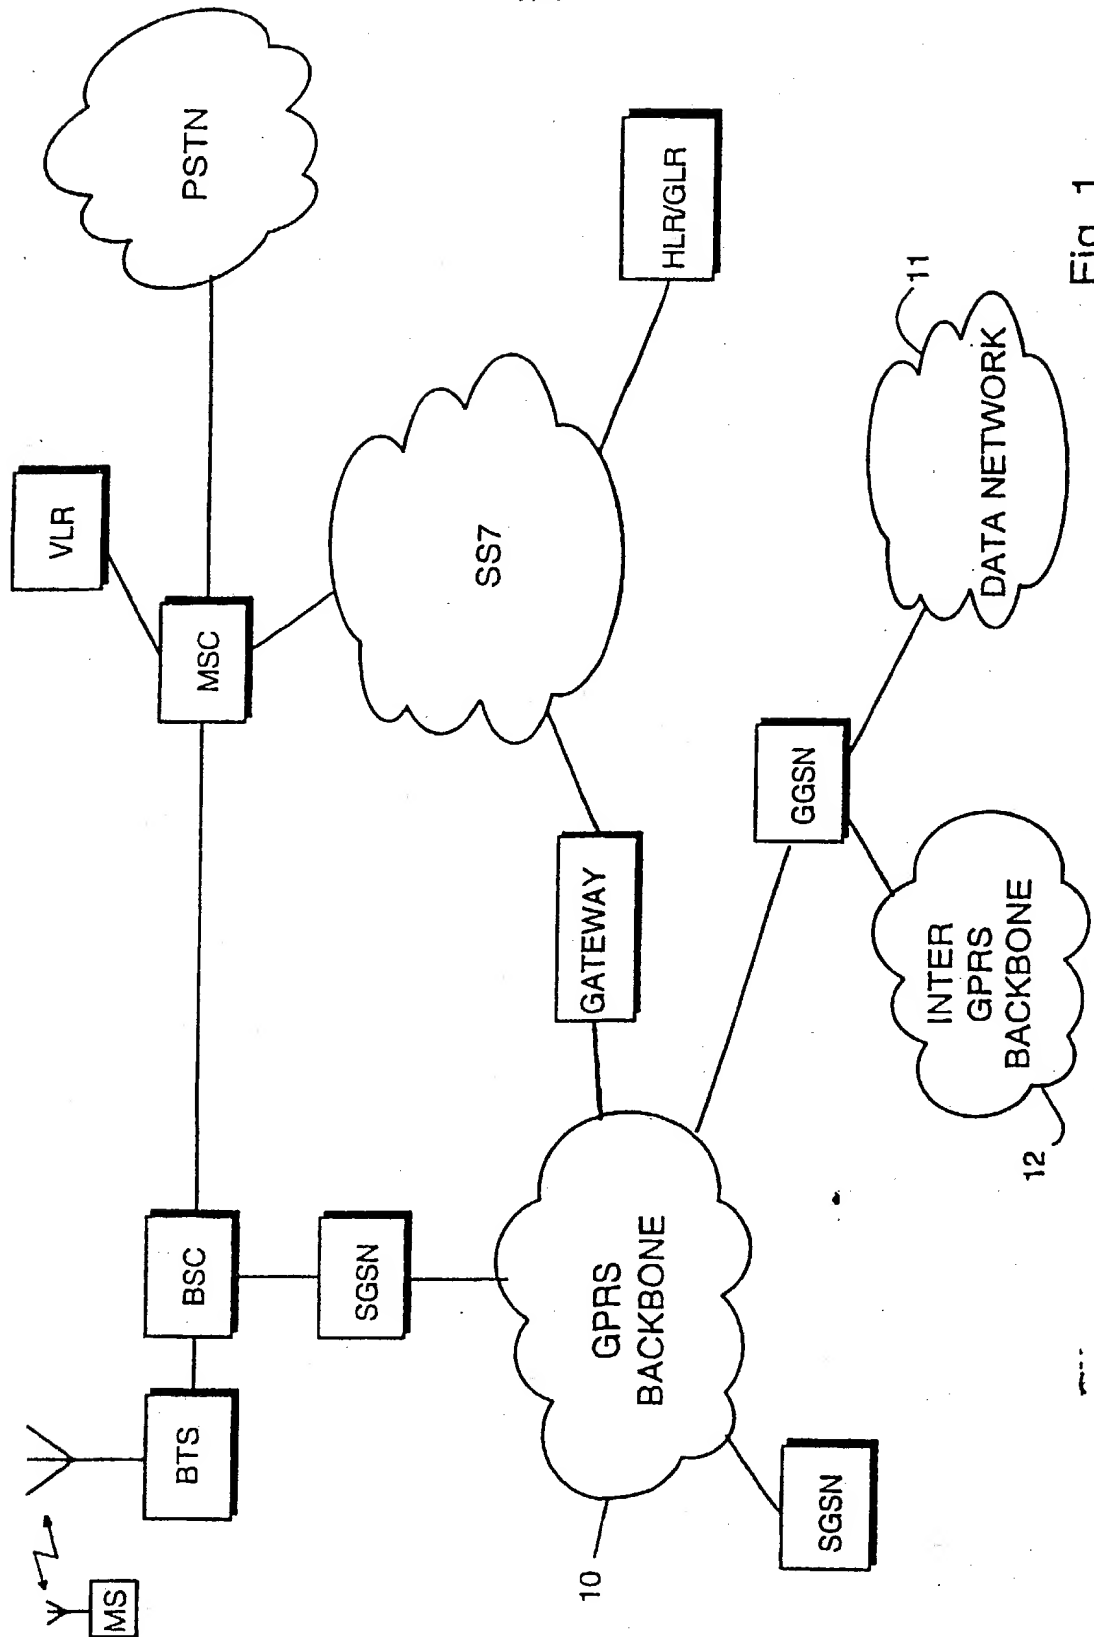 MS
BTS
BSC
MSC
VLR
PSTN
SGSN
SS7
HLR/GLR
GPRS
BACKBONE
GATEWAY
10
SGSN
GGSN
INTER
GPRS
BACKBONE
12
DATA NETWORK
11
Fig. 1